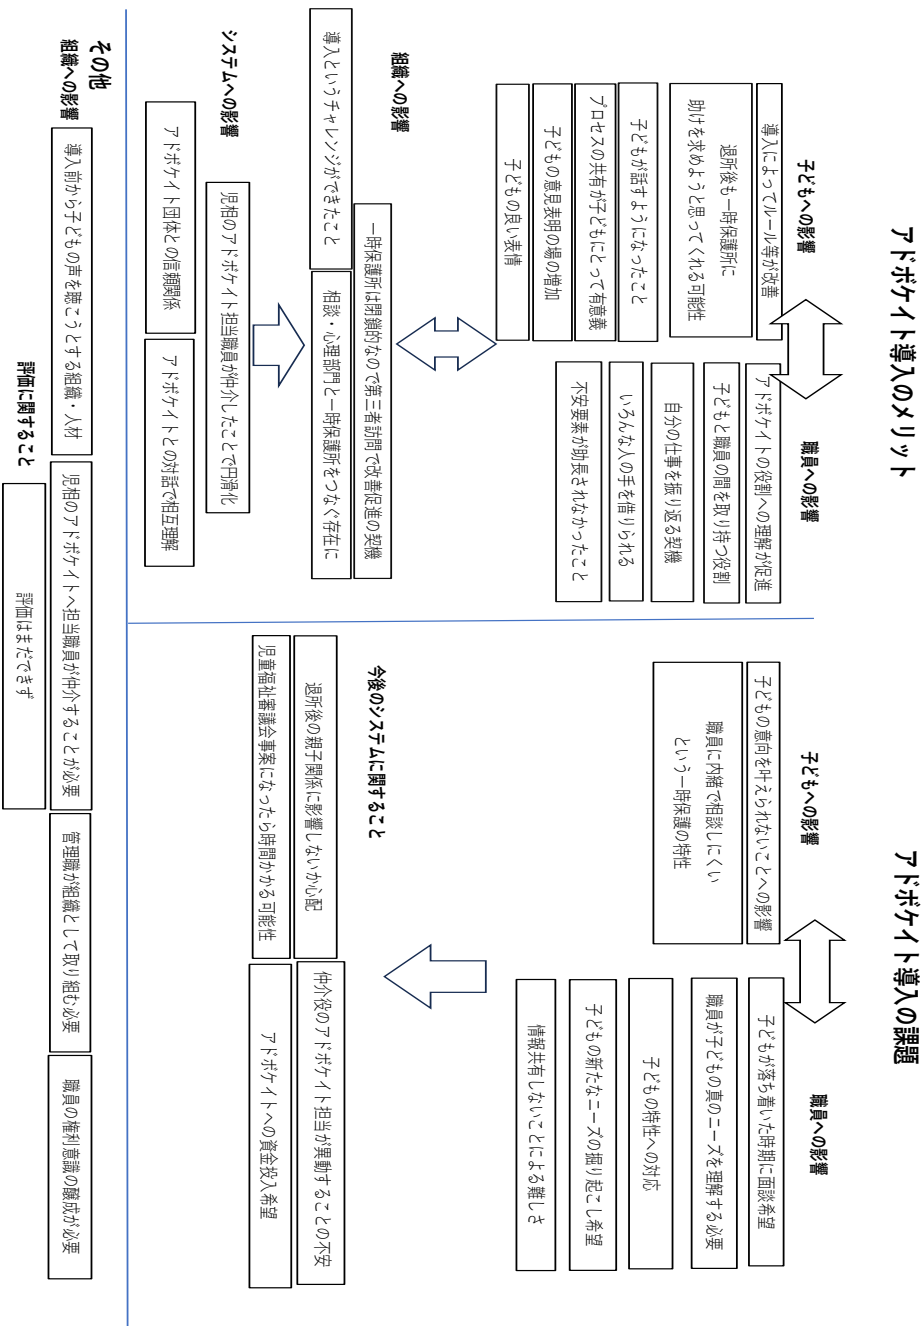 アドボケイト導入のメリット
子どもへの影響
導入によってルール等が改善
退所後も一時保護所に
助けを求めようと思ってくれる可能性
子どもが話すようになったこと
プロセスの共有が子どもにとって有意義
子どもの意見表明の場の増加
子どもの良い表情
職員への影響
アドボケイトの役割への理解が促進
子どもと職員の間を取り持つ役割
自分の仕事を振り返る契機
いろんな人の手を借りられる
不安要素が助長されなかったこと
組織への影響
一時保護所は閉鎖的なので第三者訪問で改善促進の契機
導入というチャレンジができたこと
相談・心理部門と一時保護所をつなぐ存在に
システムへの影響
児相のアドボケイト担当職員が仲介したことで円滑化
アドボケイト団体との信頼関係
アドボケイトとの対話で相互理解
アドボケイト導入の課題
子どもへの影響
子どもの意向を叶えられないことへの影響
職員に内緒で相談しにくい
という一時保護の特性
職員への影響
子どもが落ち着いた時期に面談希望
職員が子どもの真のニーズを理解する必要
子どもの特性への対応
子どもの新たなニーズの掘り起こし希望
情報共有しないことによる難しさ
今後のシステムに関すること
退所後の親子関係に影響しないか心配
仲介役のアドボケイト担当が異動することの不安
児童福祉審議会事案になったら時間かかる可能性
アドボケイトへの資金投入希望
その他
組織への影響
導入前から子どもの声を聴こうとする組織・人材
児相のアドボケイトへ担当職員が仲介することが必要
管理職が組織として取り組む必要
職員の権利意識の醸成が必要
評価に関すること
評価はまだできず